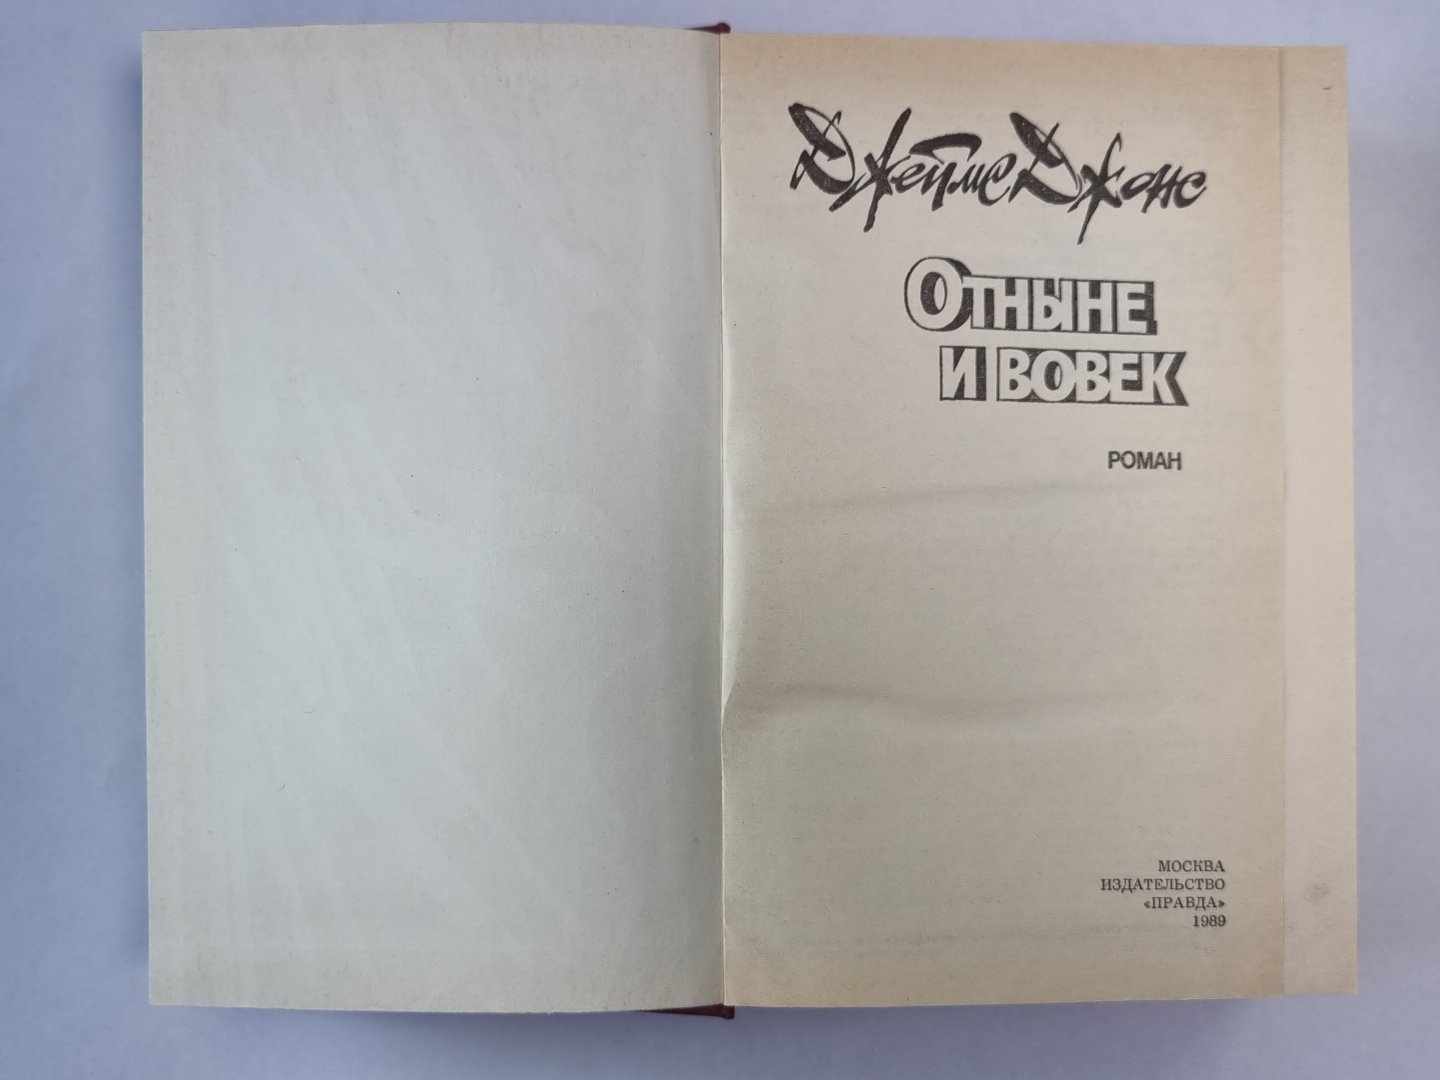 Джеймс Джонс
ОТНЫНЕ
И ВОВЕК
РОМАН
МОСКВА
ИЗДАТЕЛЬСТВО
«ПРАВДА»
1989